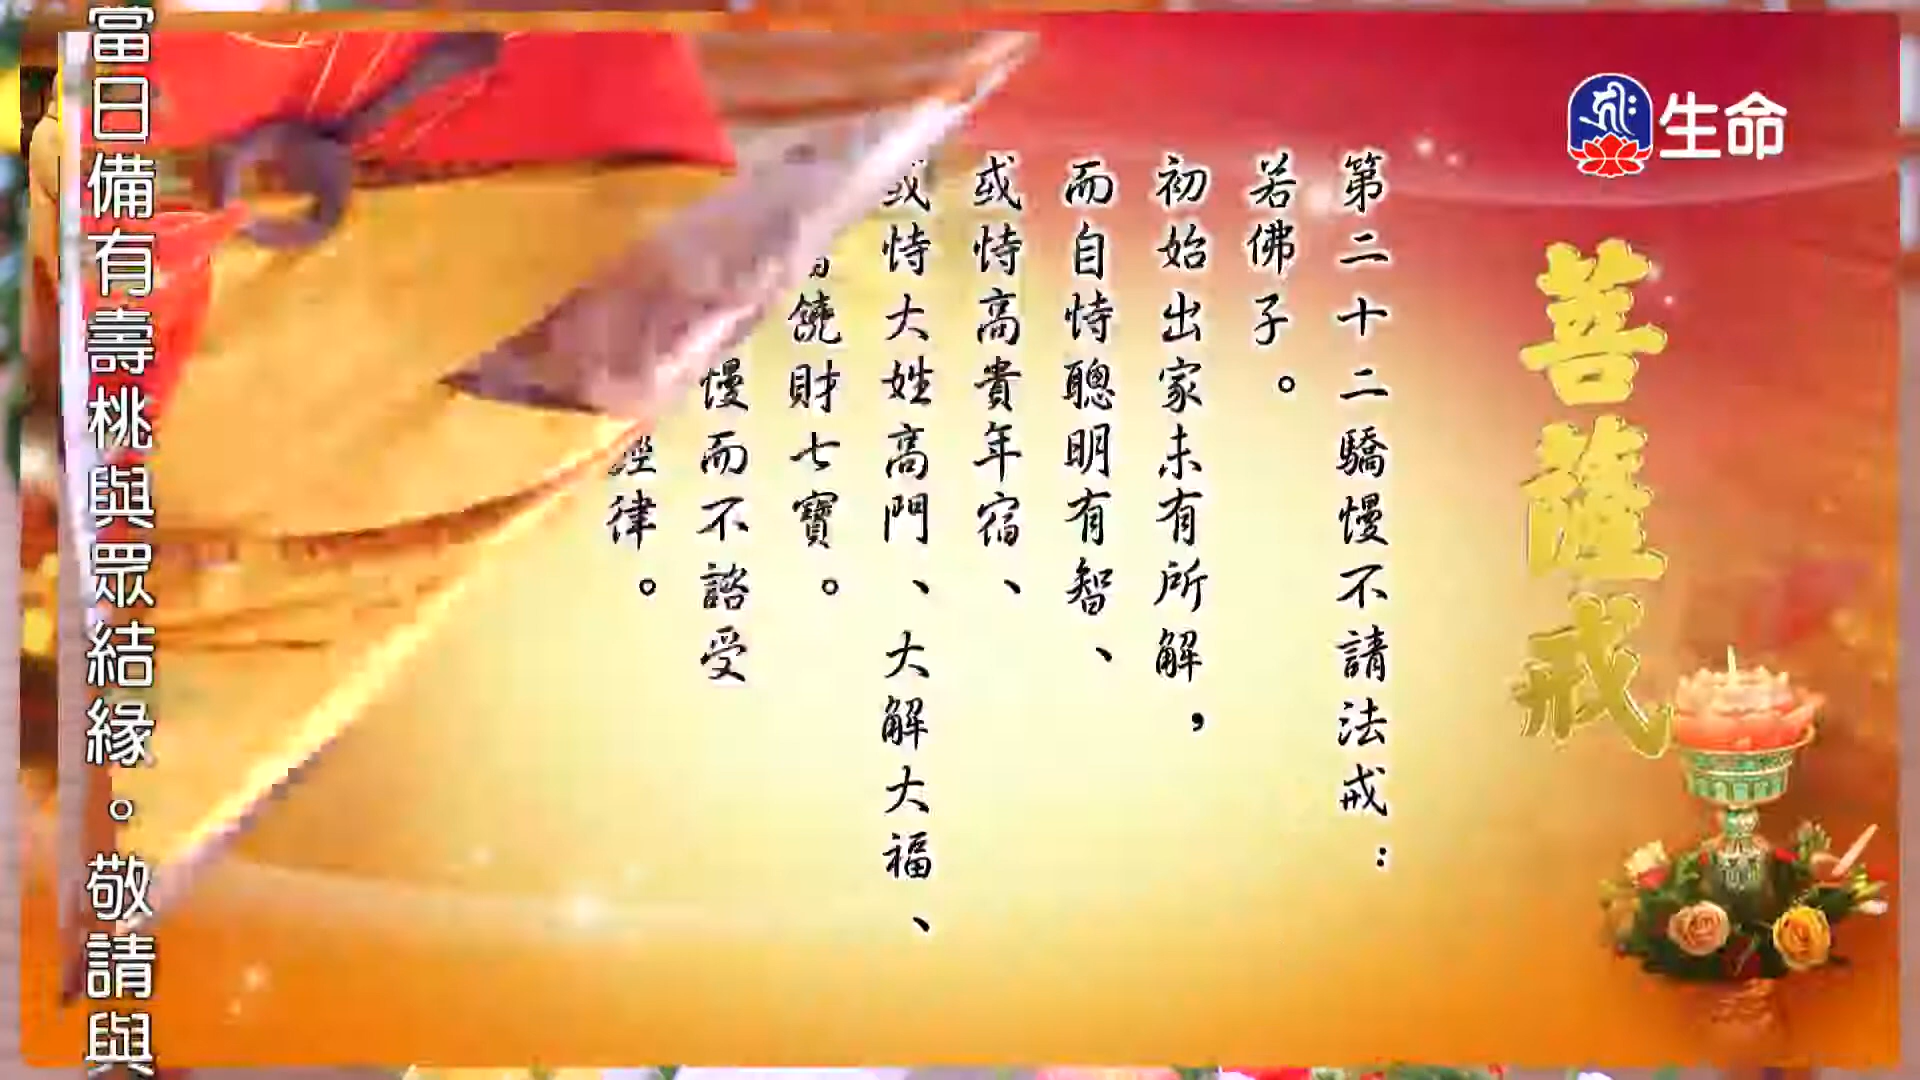 生命
菩薩戒
第二十二驕慢不請法戒：
若佛子。
初始出家未有所解，
而自恃聰明有智、
或恃高貴年宿、
或恃大姓高門、大解大福、
饒財七寶。
慢而不諮受
經律。
當日備有壽桃與眾結緣。敬請與